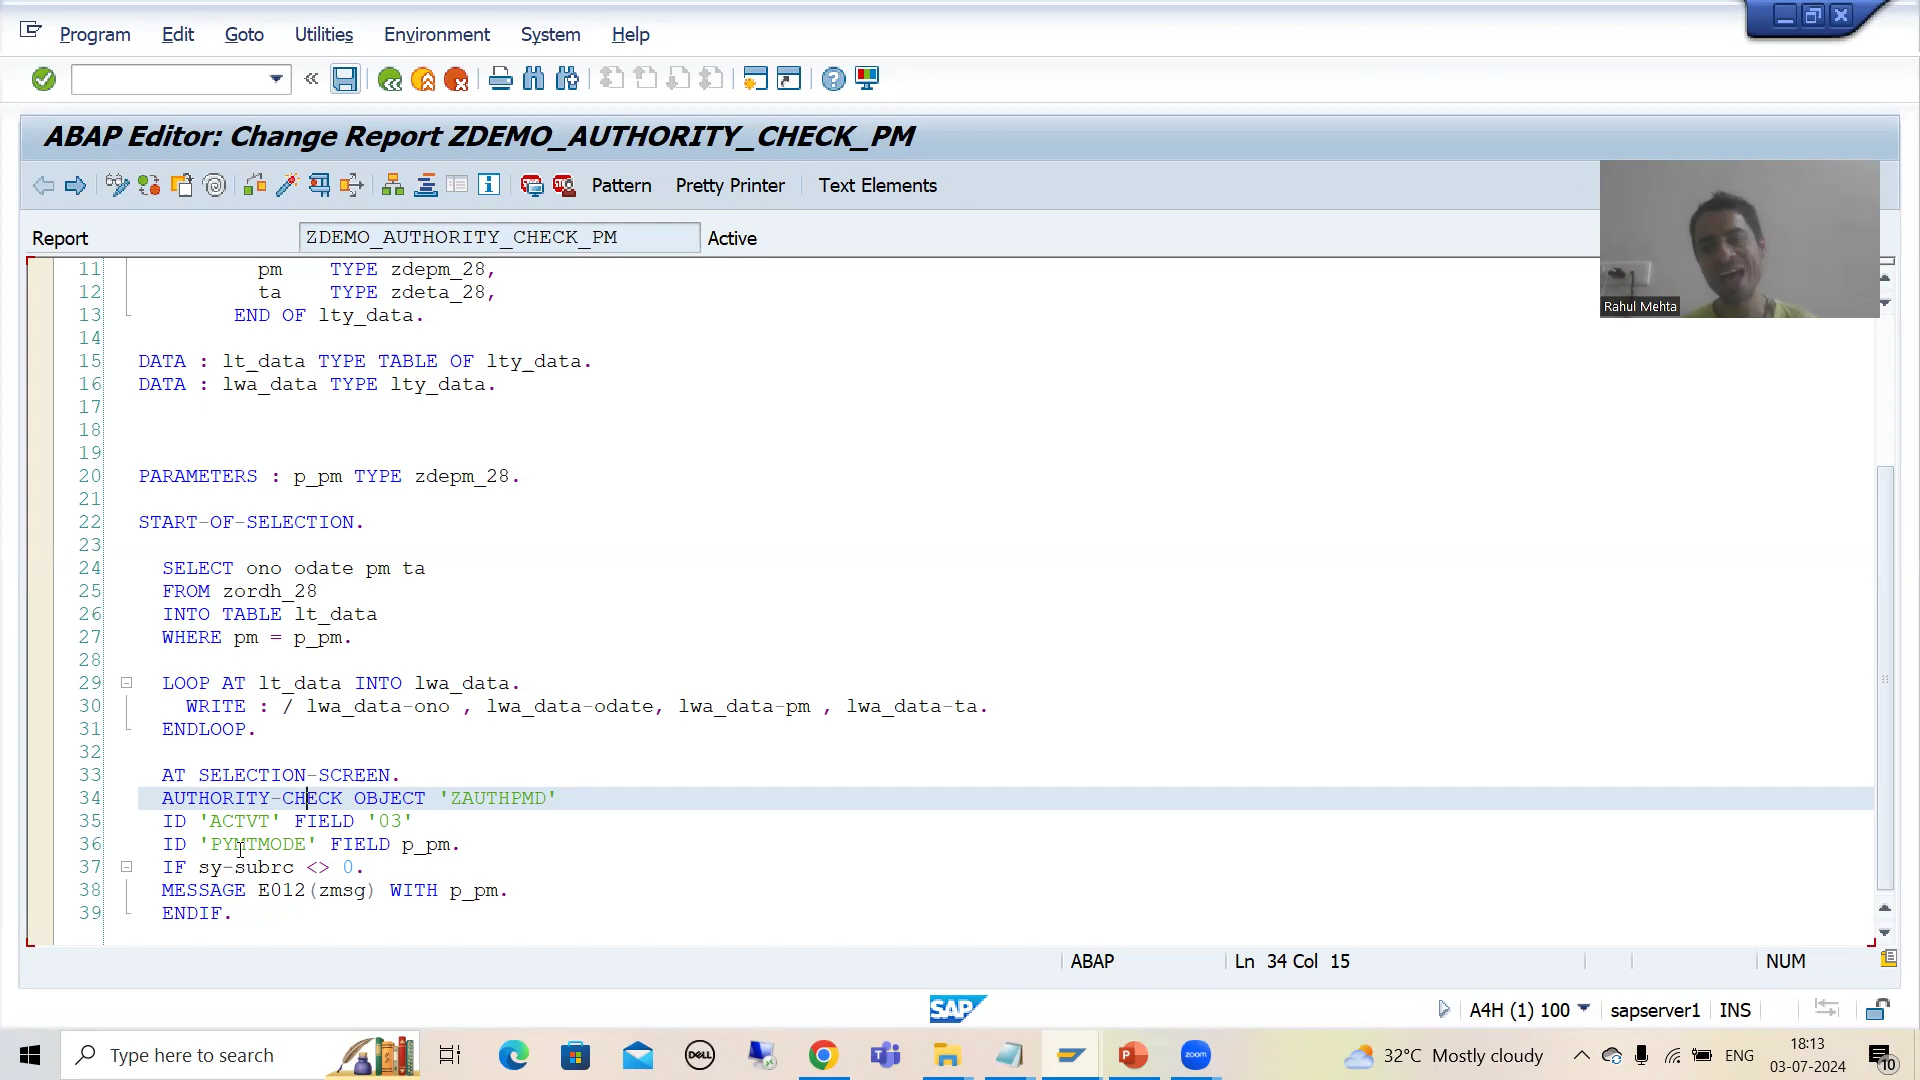 Program Edit Goto Utilities Environment System Help
ABAP Editor: Change Report ZDEMO_AUTHORITY_CHECK_PM
Pattern Pretty Printer Text Elements
Report ZDEMO_AUTHORITY_CHECK_PM Active
Rahul Mehta
11 pm TYPE zdepm_28,
12 ta TYPE zdeta_28,
13 END OF lty_data.
14
15 DATA : lt_data TYPE TABLE OF lty_data.
16 DATA : lwa_data TYPE lty_data.
17
18
19
20 PARAMETERS : p_pm TYPE zdepm_28.
21
22 START-OF-SELECTION.
23
24 SELECT ono odate pm ta
25 FROM zordh_28
26 INTO TABLE lt_data
27 WHERE pm = p_pm.
28
29 LOOP AT lt_data INTO lwa_data.
30 WRITE : / lwa_data-ono , lwa_data-odate, lwa_data-pm , lwa_data-ta.
31 ENDLOOP.
32
33 AT SELECTION-SCREEN.
34 AUTHORITY-CHECK OBJECT 'ZAUTHPMD'
35 ID 'ACTVT' FIELD '03'
36 ID 'PYMTMODE' FIELD p_pm.
37 IF sy-subrc <> 0.
38 MESSAGE E012(zmsg) WITH p_pm.
39 ENDIF.
ABAP Ln 34 Col 15 NUM
SAP A4H (1) 100 sapserver1 INS
Type here to search DELL zoom 32°C Mostly cloudy ENG 18:13
03-07-2024 10